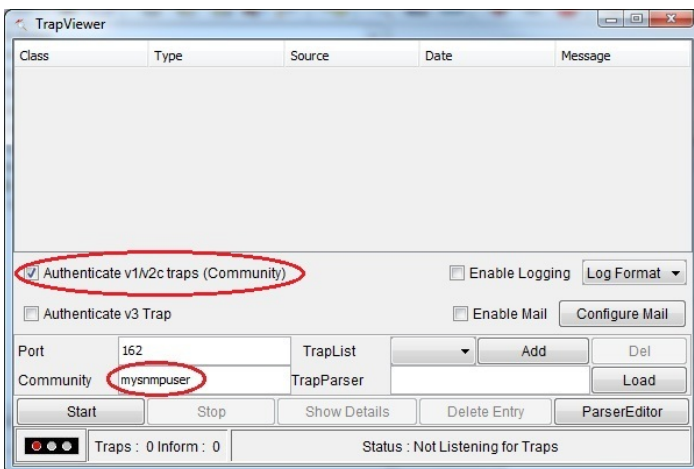 TrapViewer
Class Type Source Date Message
Authenticate v1/v2c traps (Community) Enable Logging Log Format
Authenticate v3 Trap Enable Mail Configure Mail
Port 162 TrapList Add Del
Community mysnmpuser TrapParser Load
Start Stop Show Details Delete Entry ParserEditor
Traps : 0 Inform : 0 Status : Not Listening for Traps